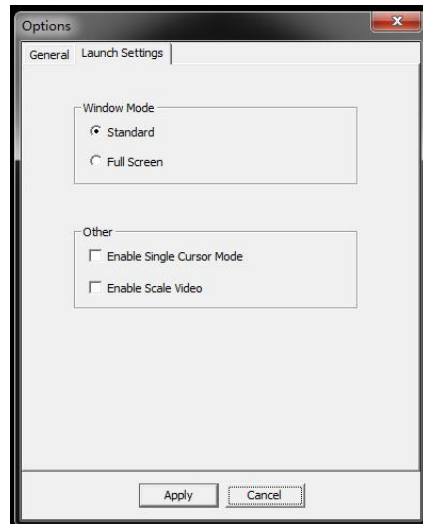 Options
General Launch Settings
Window Mode
Standard
Full Screen
Other
Enable Single Cursor Mode
Enable Scale Video
Apply Cancel